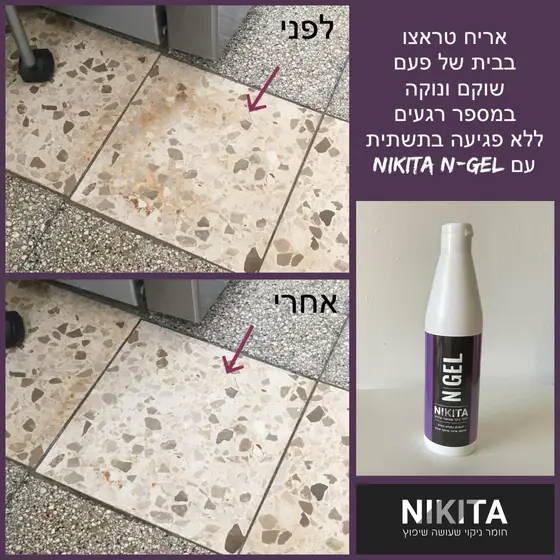 לפני
אריח טראצו
בבית של פעם
שוקם ונוקה
במספר רגעים
ללא פגיעה בתשתית
עם NIKITA N-GEL
אחרי
N|GEL
NIKITA
NIKITA
חומר ניקוי שעושה שיפוץ